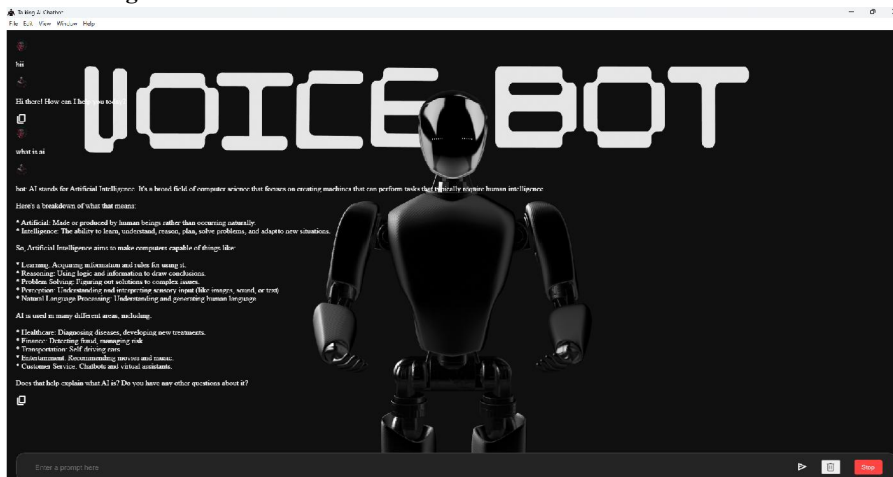 Talking AI Chatbot
File Edit View Window Help
VOICE BOT
hii
Hi there! How can I help you today?
what is ai
bot: AI stands for Artificial Intelligence. It's a broad field of computer science that focuses on creating machines that can perform tasks that typically require human intelligence
Here's a breakdown of what that means:
* Artificial: Made or produced by human beings rather than occurring naturally.
* Intelligence: The ability to learn, understand, reason, plan, solve problems, and adapt to new situations.
So, Artificial Intelligence aims to make computers capable of things like:
* Learning: Acquiring information and rules for using it.
* Reasoning: Using logic and information to draw conclusions.
* Problem Solving: Figuring out solutions to complex issues.
* Perception: Understanding and interpreting sensory input (like images, sound, or text)
* Natural Language Processing: Understanding and generating human language
AI is used in many different areas, including:
* Healthcare: Diagnosing diseases, developing new treatments.
* Finance: Detecting fraud, managing risk
* Transportation: Self driving cars
* Entertainment: Recommending movies and music.
* Customer Service: Chatbots and virtual assistants.
Does that help explain what AI is? Do you have any other questions about it?
Enter a prompt here
Stop